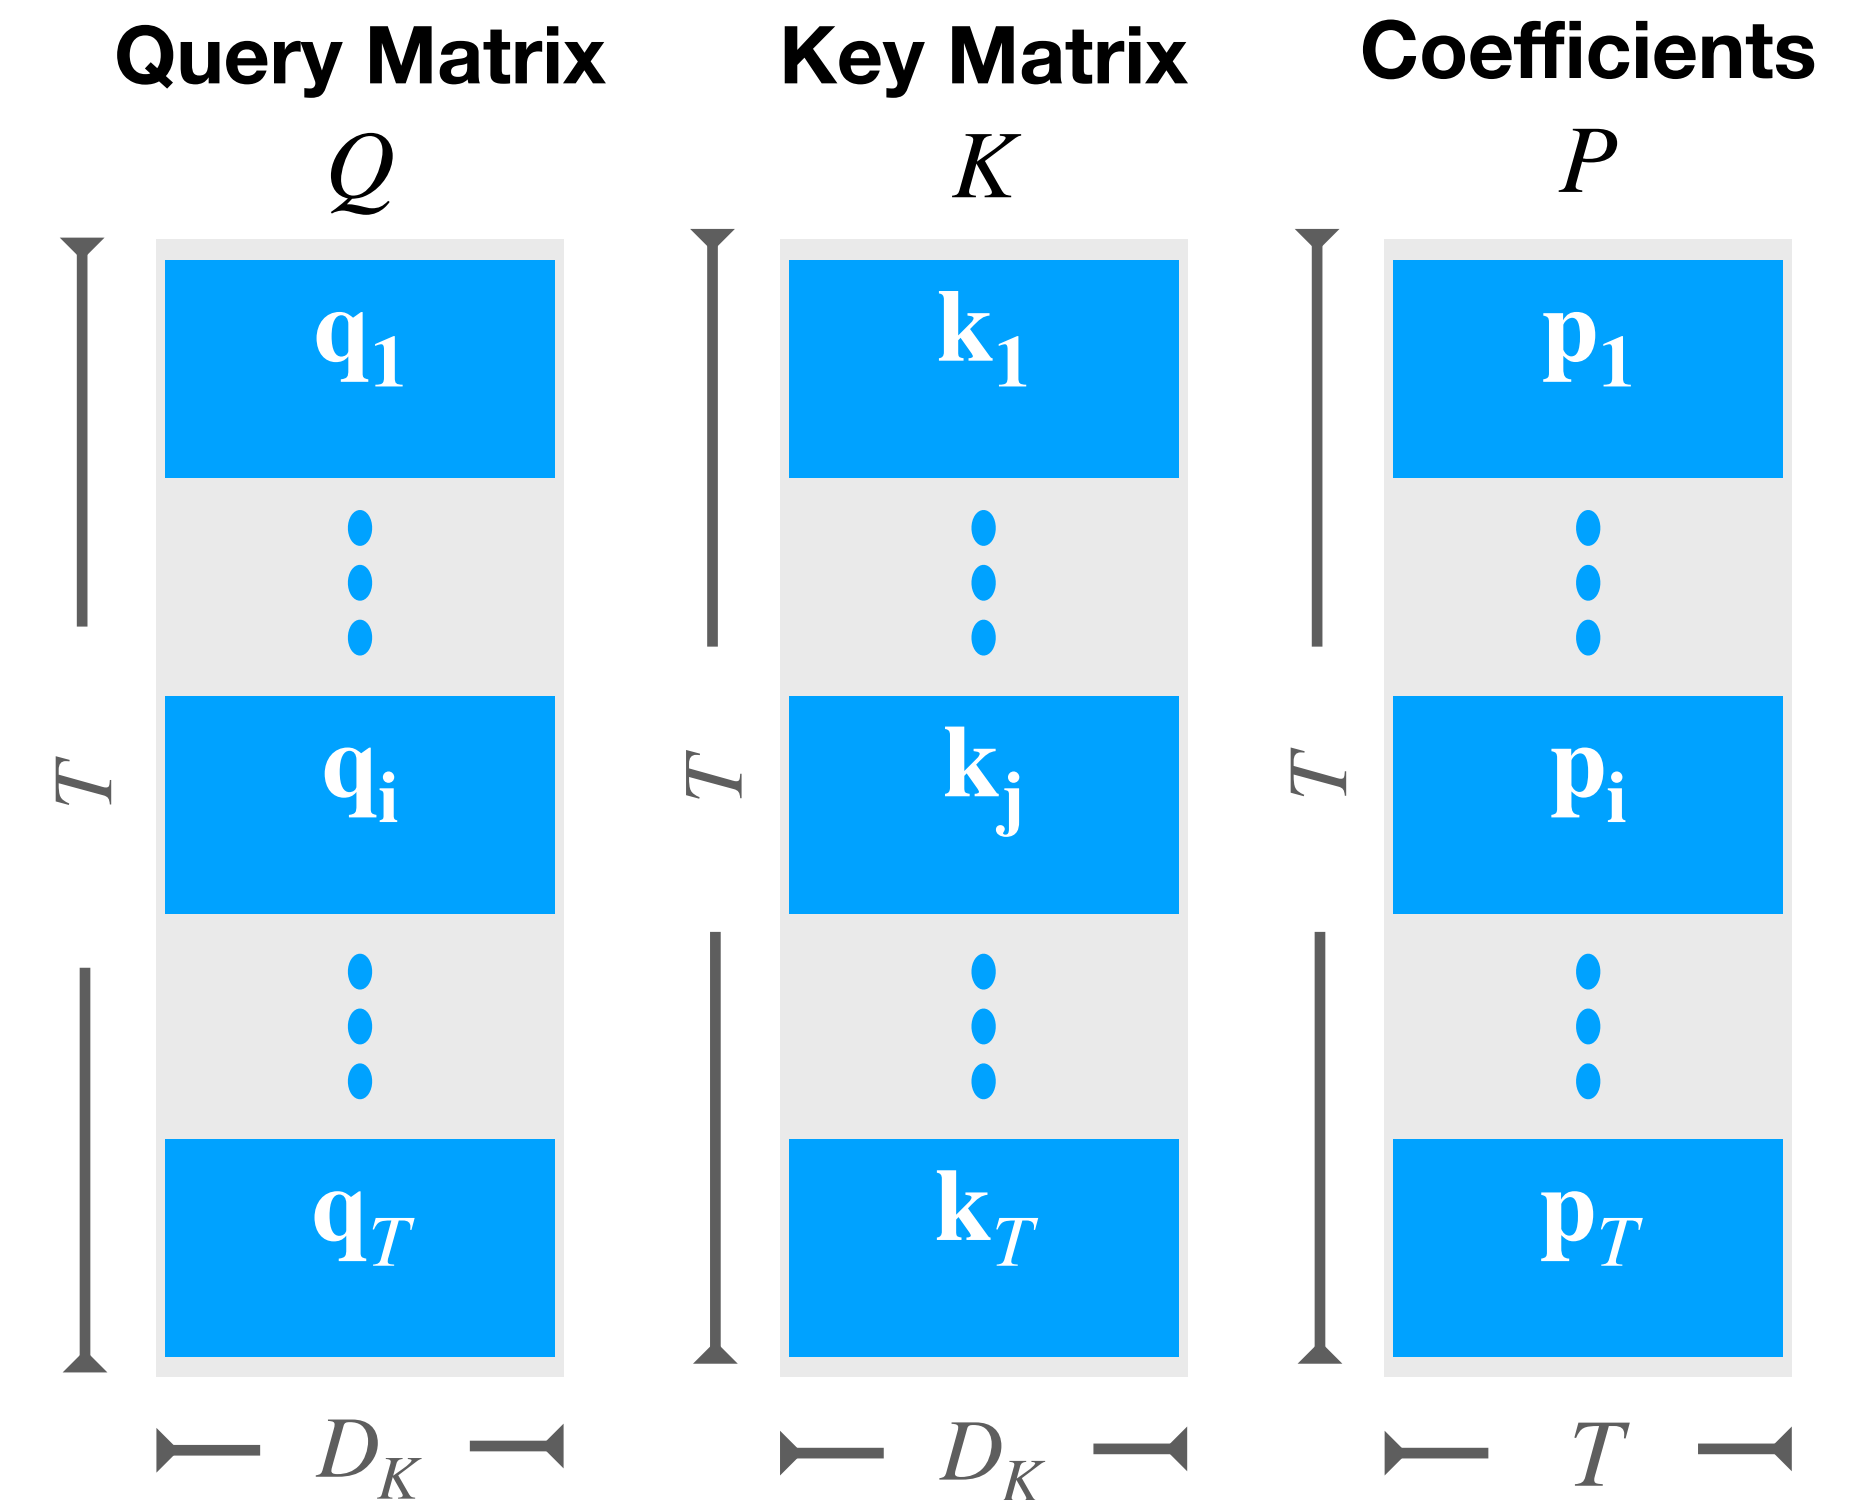 Query Matrix Key Matrix Coefficients
Q K P
q1 k1 p1
qi kj pi
T T T
qT kT pT
DK DK T